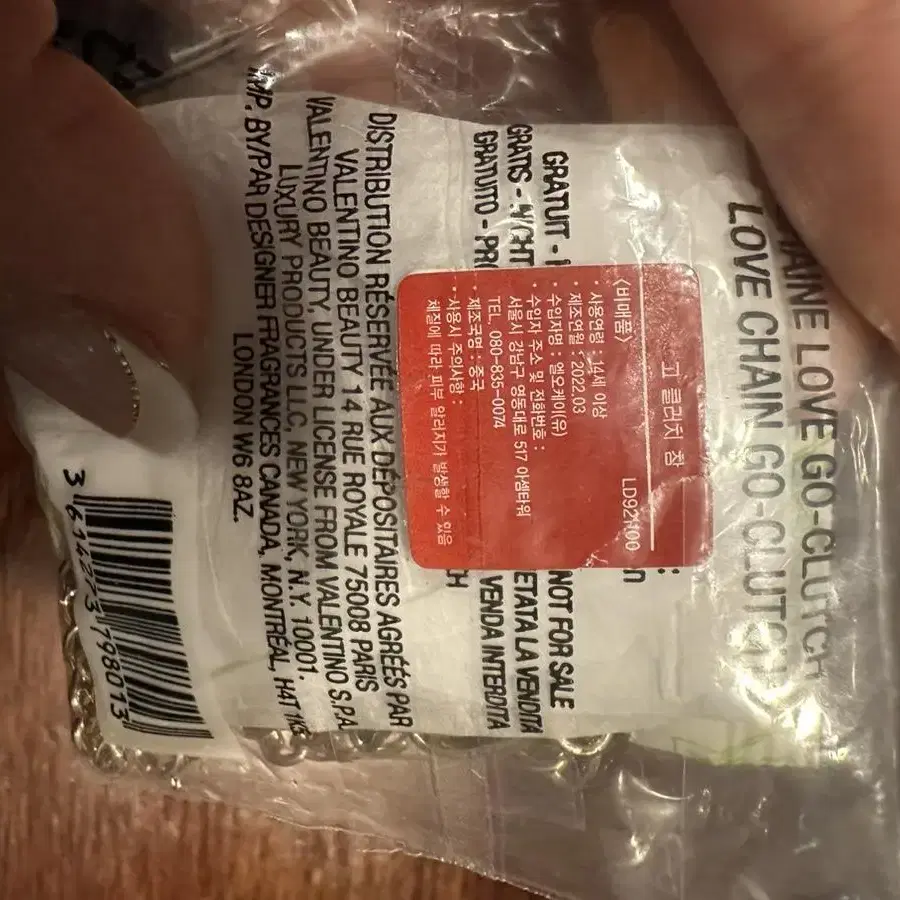 LOVE GO-CLUTCH
LOVE CHAIN GO-CLUTCH
고 클러치 참
LD922100
<비매품>
· 사용연령 : 14세 이상
· 제조연월 : 2022.03
· 수입자명 : 엘오케이(유)
· 수입자 주소 및 전화번호 :
서울시 강남구 영동대로 517 아셈타워
TEL. 080-835-0074
· 제조국명 : 중국
· 사용시 주의사항 :
체질에 따라 피부 알러지가 발생할 수 있음
GRATUIT - NOT FOR SALE
GRATIS - LA VENDITA
GRATUITO - VENDA INTERDITA
DISTRIBUTION RÉSERVÉE AUX DÉPOSITAIRES AGRÉÉS PAR
VALENTINO BEAUTY 14 RUE ROYALE 75008 PARIS
VALENTINO BEAUTY, UNDER LICENSE FROM VALENTINO S.P.A.
LUXURY PRODUCTS LLC, NEW YORK, N.Y. 10001.
IMP. BY/PAR DESIGNER FRAGRANCES CANADA, MONTRÉAL, H4T 1K5
LONDON W6 8AZ.
3 614273 798013